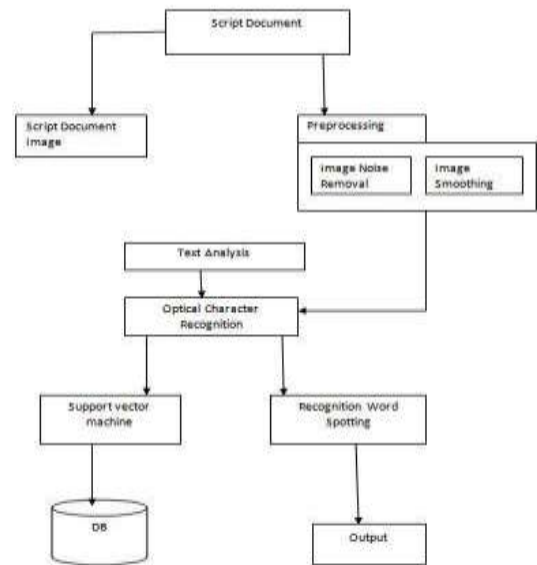 Script Document
Script Document
Image
Preprocessing
Image Noise
Removal
Image
Smoothing
Text Analysis
Optical Character
Recognition
Support vector
machine
Recognition Word
Spotting
DB
Output